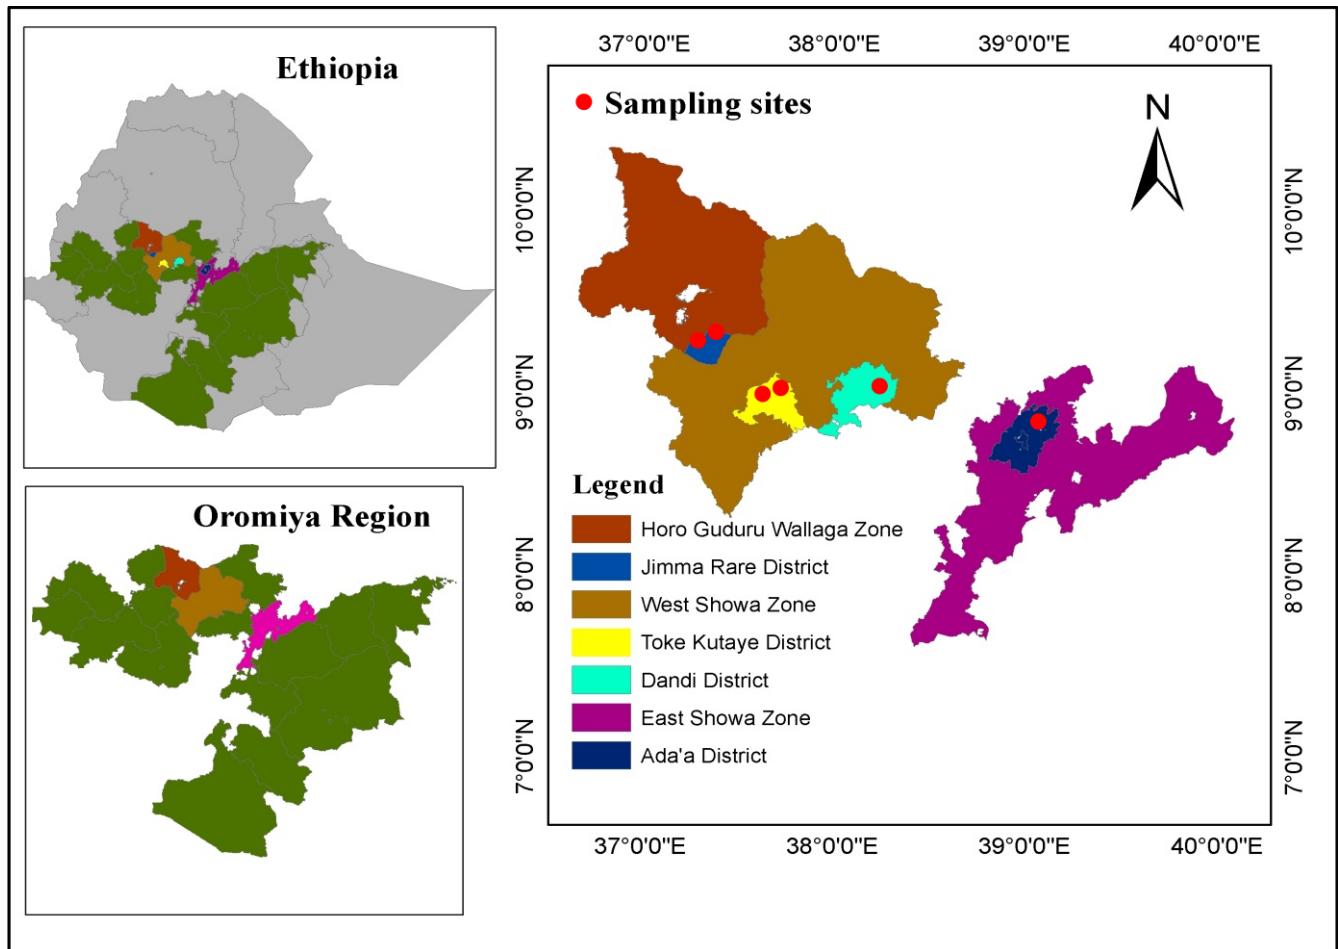 Ethiopia
Oromiya Region
37°0'0"E 38°0'0"E 39°0'0"E 40°0'0"E
Sampling sites
N
10°0'0"N
9°0'0"N
8°0'0"N
7°0'0"N
10°0'0"N
9°0'0"N
8°0'0"N
7°0'0"N
Legend
Horo Guduru Wallaga Zone
Jimma Rare District
West Showa Zone
Toke Kutaye District
Dandi District
East Showa Zone
Ada'a District
37°0'0"E 38°0'0"E 39°0'0"E 40°0'0"E